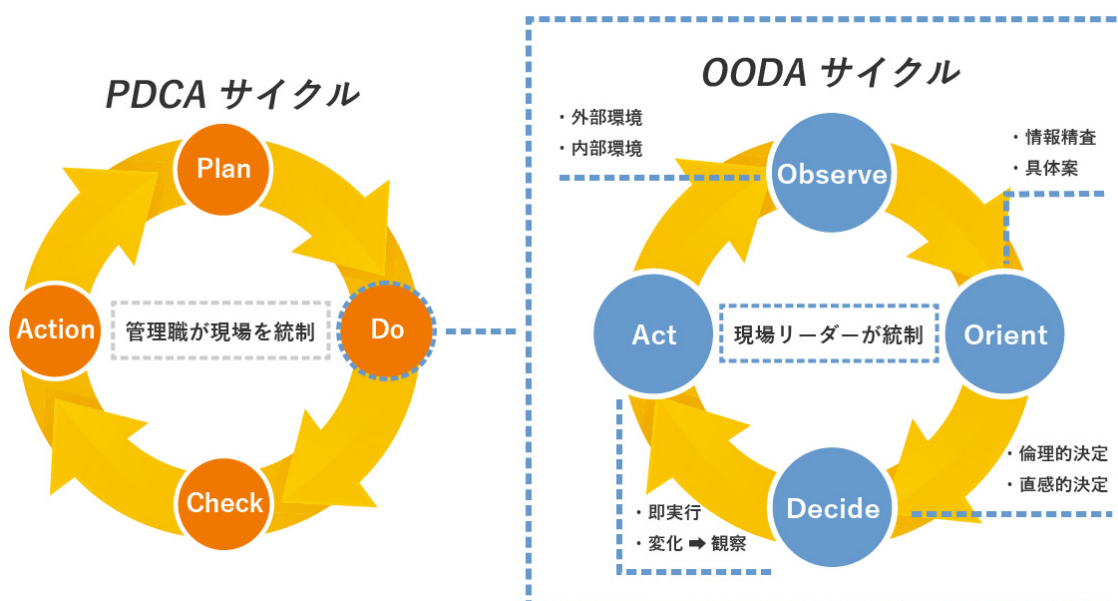 PDCA サイクル
Plan
Do
Check
Action
管理職が現場を統制
OODA サイクル
・外部環境
・内部環境
Observe
・情報精査
・具体案
Orient
・倫理的決定
・直感的決定
Decide
・即実行
・変化 ➡ 観察
Act
現場リーダーが統制